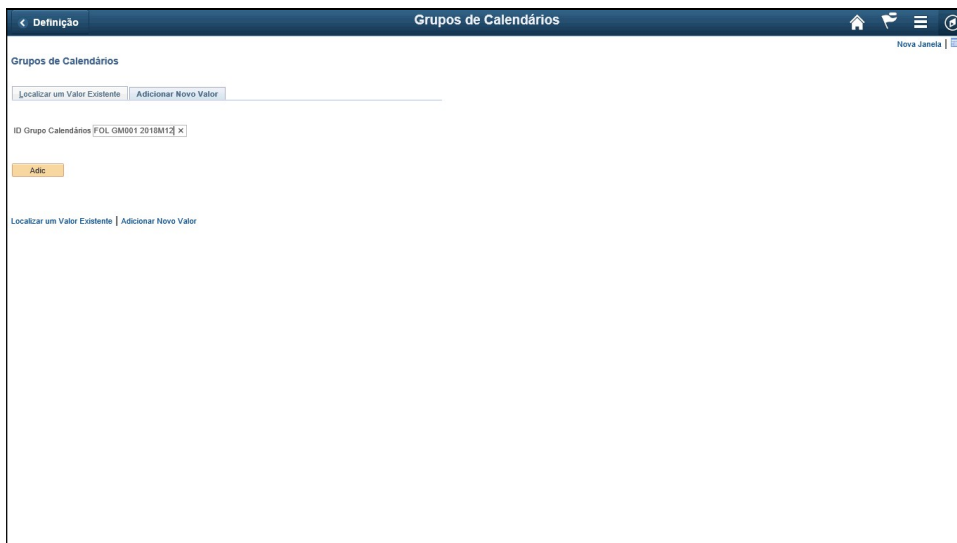 Definição
Grupos de Calendários
Nova Janela |
Grupos de Calendários
Localizar um Valor Existente Adicionar Novo Valor
ID Grupo Calendários FOL GM001 2018M12 ×
Adic
Localizar um Valor Existente | Adicionar Novo Valor